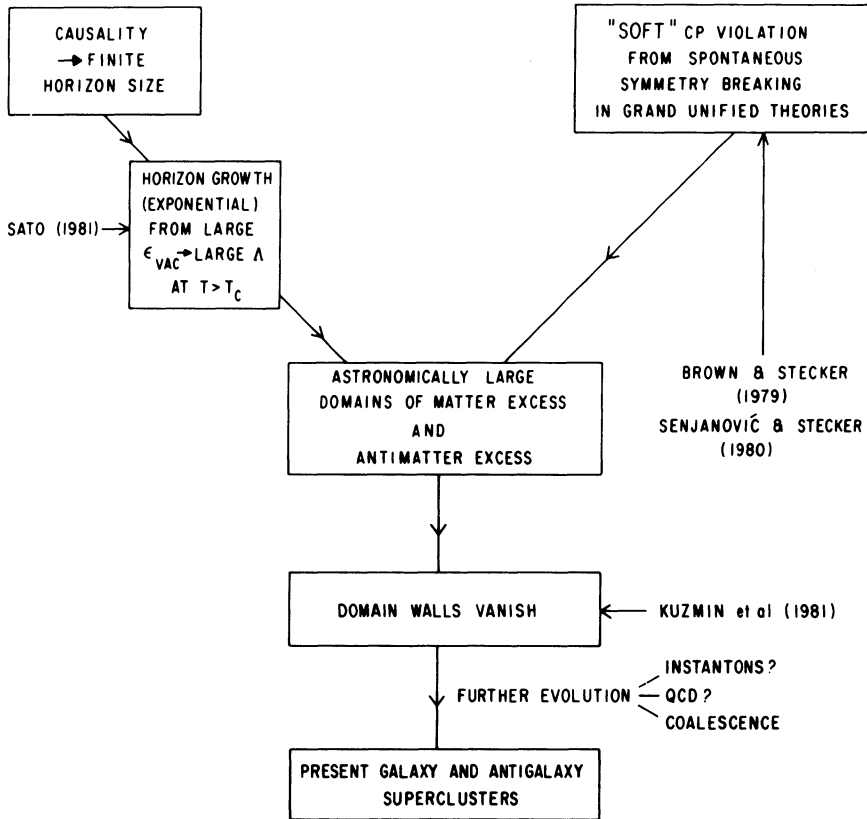 CAUSALITY
→ FINITE
HORIZON SIZE
"SOFT" CP VIOLATION
FROM SPONTANEOUS
SYMMETRY BREAKING
IN GRAND UNIFIED THEORIES
SATO (1981)
HORIZON GROWTH
(EXPONENTIAL)
FROM LARGE
ϵVAC → LARGE Λ
AT T > TC
BROWN & STECKER
(1979)
SENJANOVIĆ & STECKER
(1980)
ASTRONOMICALLY LARGE
DOMAINS OF MATTER EXCESS
AND
ANTIMATTER EXCESS
DOMAIN WALLS VANISH
KUZMIN et al (1981)
FURTHER EVOLUTION
INSTANTONS?
QCD?
COALESCENCE
PRESENT GALAXY AND ANTIGALAXY
SUPERCLUSTERS